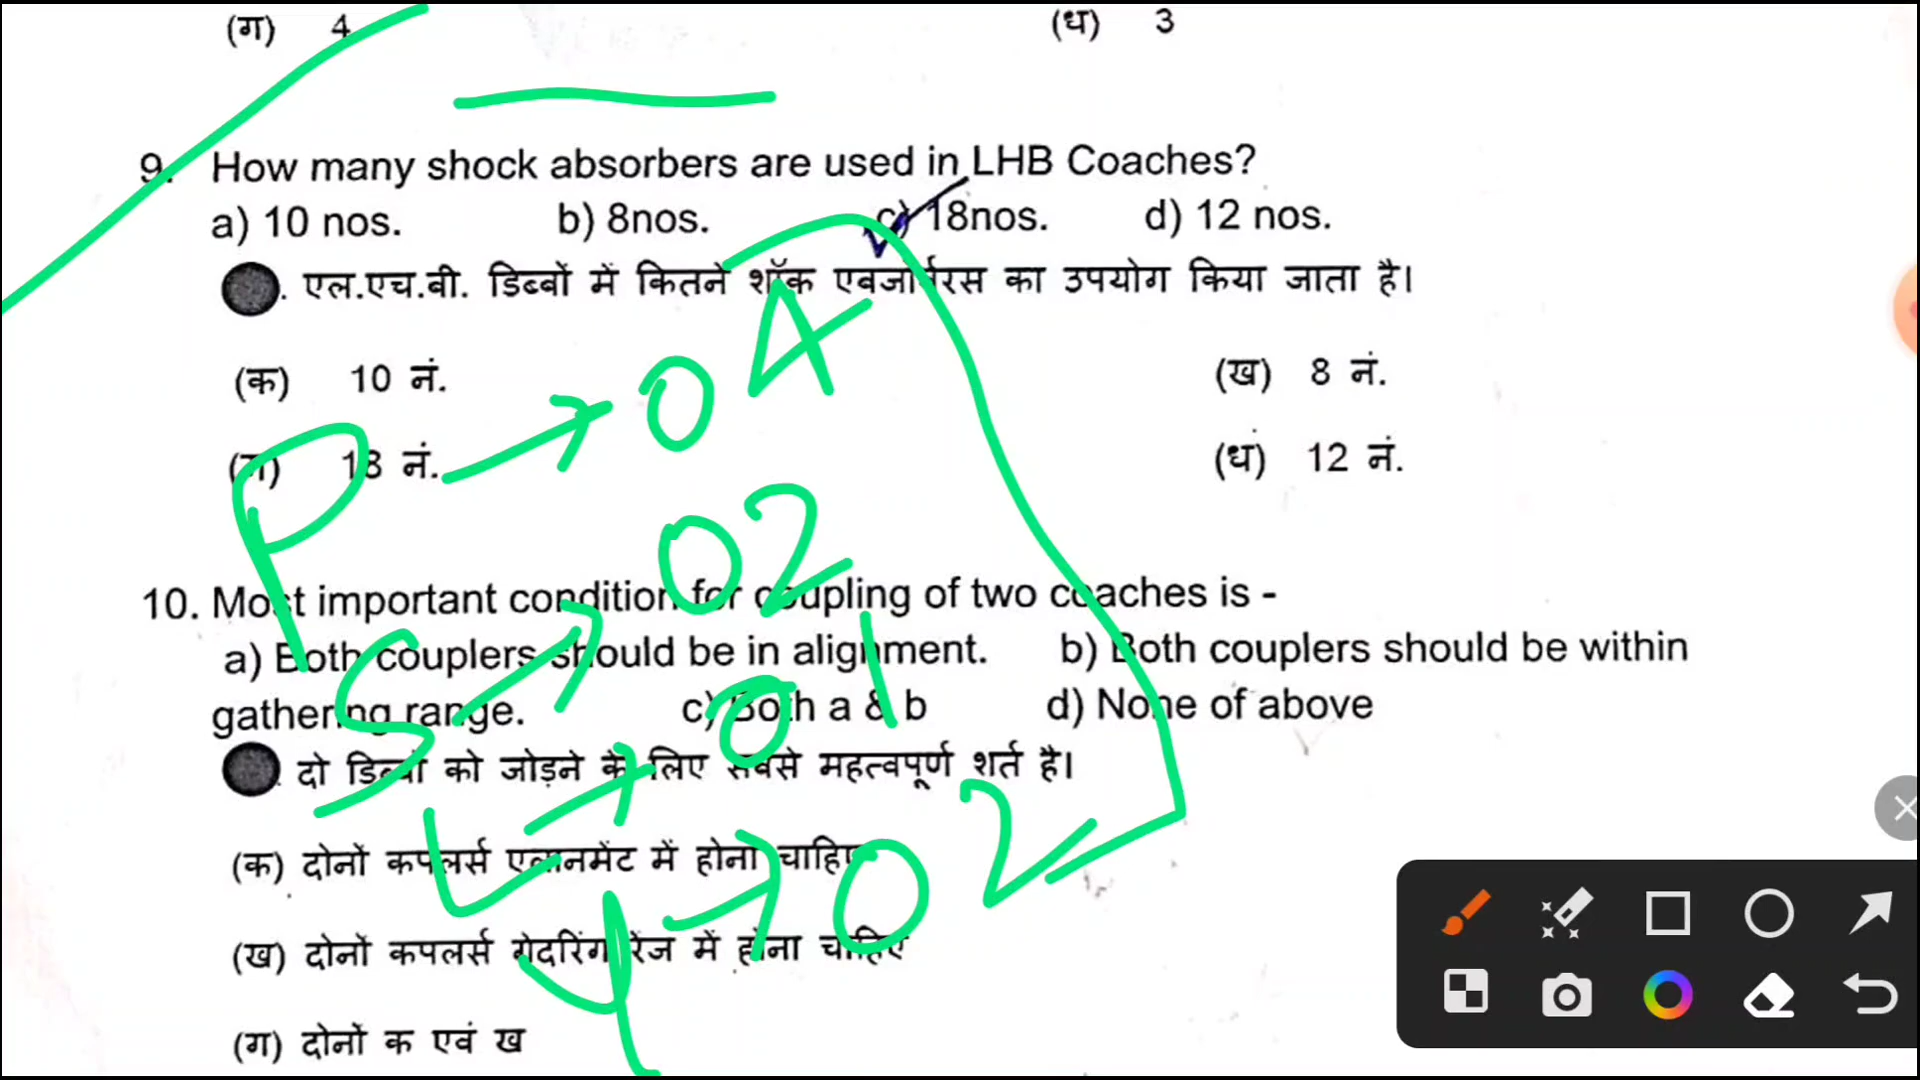 (ग) 4 (ध) 3
9. How many shock absorbers are used in LHB Coaches?
a) 10 nos. b) 8nos. c) 18nos. d) 12 nos.
. एल.एच.बी. डिब्बों में कितने शॉक एबजॉर्बरस का उपयोग किया जाता है।
(क) 10 नं. (ख) 8 नं.
(ग) 18 नं. (ध) 12 नं.
P → 04
S → 02
L → 01
Y → 02
10. Most important condition for coupling of two coaches is -
a) Both couplers should be in alignment. b) Both couplers should be within
gathering range. c) Both a & b d) None of above
दो डिब्बों को जोड़ने के लिए सबसे महत्वपूर्ण शर्त है।
(क) दोनों कपलर्स एलानमेंट में होना चाहिए
(ख) दोनों कपलर्स गेदरिंग रेंज में होना चाहिए
(ग) दोनों क एवं ख